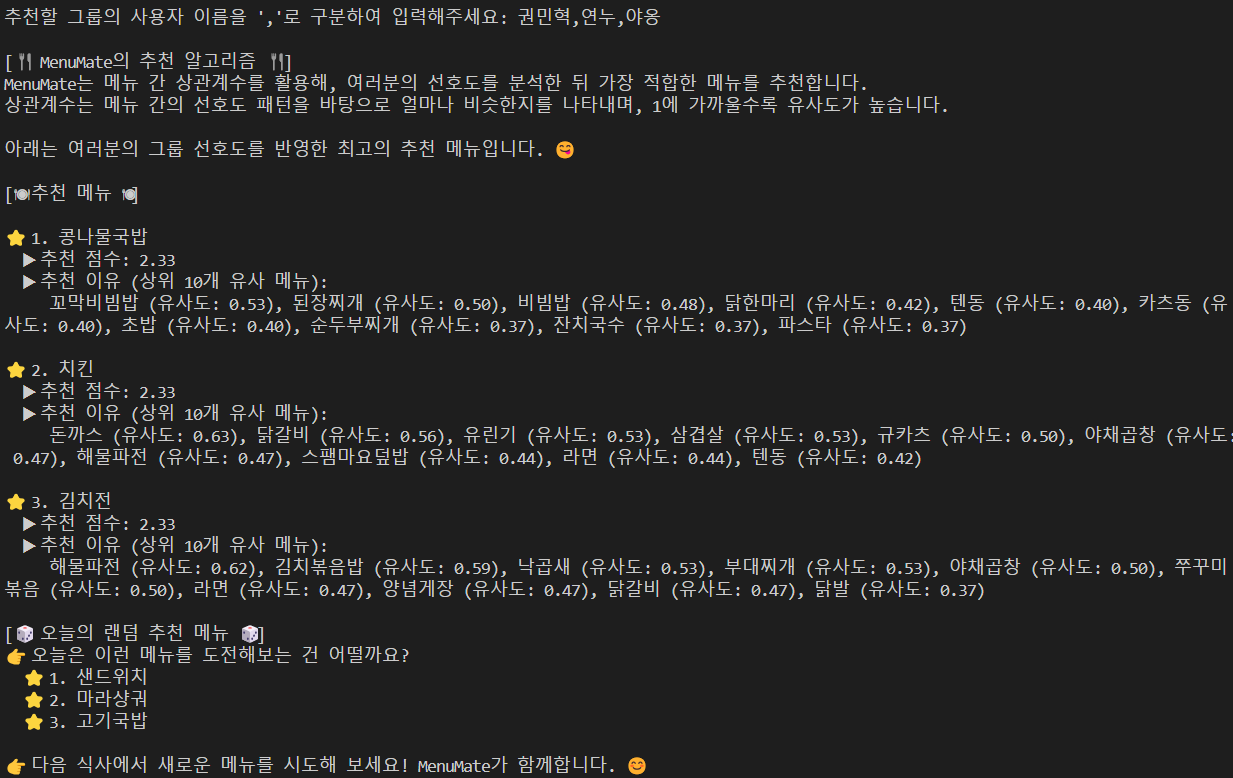 추천할 그룹의 사용자 이름을 ','로 구분하여 입력해주세요: 권민혁,연누,야옹
[🍴 MenuMate의 추천 알고리즘 🍴]
MenuMate는 메뉴 간 상관계수를 활용해, 여러분의 선호도를 분석한 뒤 가장 적합한 메뉴를 추천합니다.
상관계수는 메뉴 간의 선호도 패턴을 바탕으로 얼마나 비슷한지를 나타내며, 1에 가까울수록 유사도가 높습니다.
아래는 여러분의 그룹 선호도를 반영한 최고의 추천 메뉴입니다. 😋
[🍽️추천 메뉴 🍽️]
⭐ 1. 콩나물국밥
▶ 추천 점수: 2.33
▶ 추천 이유 (상위 10개 유사 메뉴):
꼬막비빔밥 (유사도: 0.53), 된장찌개 (유사도: 0.50), 비빔밥 (유사도: 0.48), 닭한마리 (유사도: 0.42), 텐동 (유사도: 0.40), 카츠동 (유
사도: 0.40), 초밥 (유사도: 0.40), 순두부찌개 (유사도: 0.37), 잔치국수 (유사도: 0.37), 파스타 (유사도: 0.37)
⭐ 2. 치킨
▶ 추천 점수: 2.33
▶ 추천 이유 (상위 10개 유사 메뉴):
돈까스 (유사도: 0.63), 닭갈비 (유사도: 0.56), 유린기 (유사도: 0.53), 삼겹살 (유사도: 0.53), 규카츠 (유사도: 0.50), 야채곱창 (유사도:
0.47), 해물파전 (유사도: 0.47), 스팸마요덮밥 (유사도: 0.44), 라면 (유사도: 0.44), 텐동 (유사도: 0.42)
⭐ 3. 김치전
▶ 추천 점수: 2.33
▶ 추천 이유 (상위 10개 유사 메뉴):
해물파전 (유사도: 0.62), 김치볶음밥 (유사도: 0.59), 낙곱새 (유사도: 0.53), 부대찌개 (유사도: 0.53), 야채곱창 (유사도: 0.50), 쭈꾸미
볶음 (유사도: 0.50), 라면 (유사도: 0.47), 양념게장 (유사도: 0.47), 닭갈비 (유사도: 0.47), 닭발 (유사도: 0.37)
[🎲 오늘의 랜덤 추천 메뉴 🎲]
👉 오늘은 이런 메뉴를 도전해보는 건 어떨까요?
⭐ 1. 샌드위치
⭐ 2. 마라샹궈
⭐ 3. 고기국밥
👉 다음 식사에서 새로운 메뉴를 시도해 보세요! MenuMate가 함께합니다. 😊